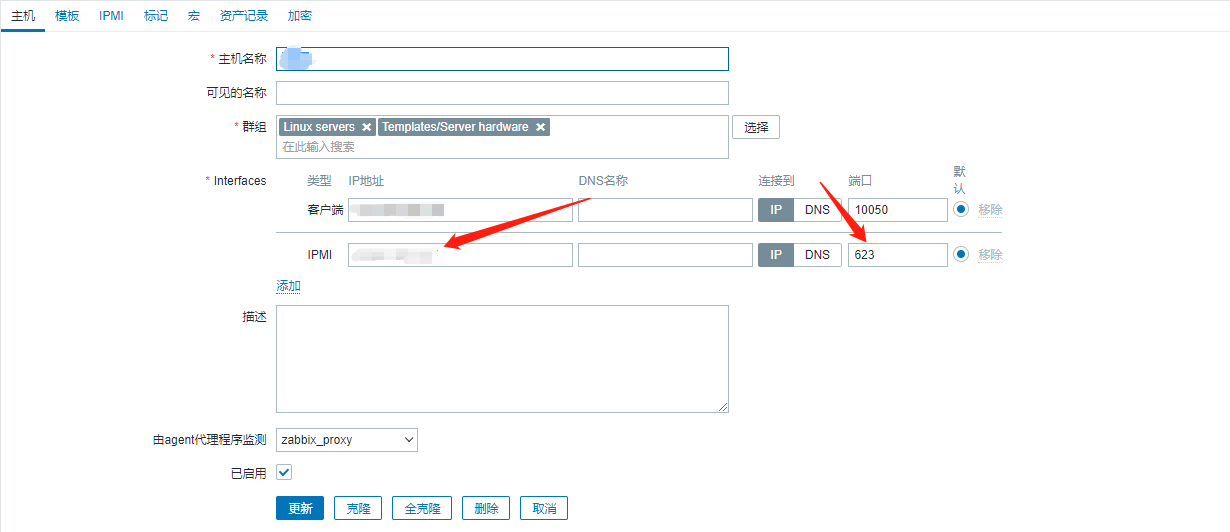 主机 模板 IPMI 标记 宏 资产记录 加密
* 主机名称
可见的名称
* 群组 Linux servers Templates/Server hardware 选择
在此输入搜索
* Interfaces 类型 IP地址 DNS名称 连接到 端口 默认
客户端 IP DNS 10050 移除
IPMI IP DNS 623 移除
添加
描述
由agent代理程序监测 zabbix_proxy
已启用
更新 克隆 全克隆 删除 取消